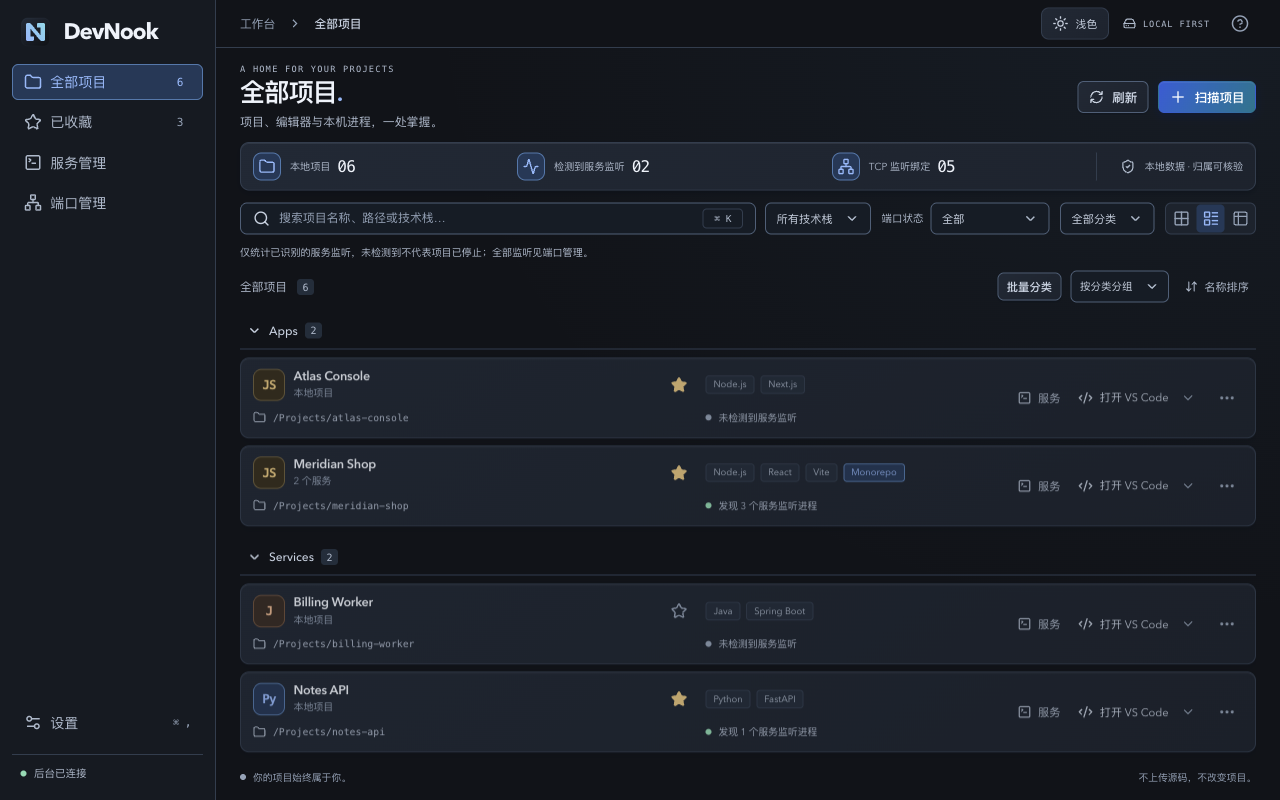 DevNook
全部项目 6
已收藏 3
服务管理
端口管理
设置 ⌘ ,
后台已连接
工作台 > 全部项目
浅色
LOCAL FIRST
A HOME FOR YOUR PROJECTS
全部项目.
项目、编辑器与本机进程，一处掌握。
刷新
扫描项目
本地项目 06
检测到服务监听 02
TCP 监听绑定 05
本地数据 · 归属可核验
搜索项目名称、路径或技术栈... ⌘ K
所有技术栈
端口状态 全部
全部分类
仅统计已识别的服务监听，未检测到不代表项目已停止；全部监听见端口管理。
全部项目 6
批量分类
按分类分组
名称排序
Apps 2
JS Atlas Console
本地项目
Node.js Next.js
/Projects/atlas-console
未检测到服务监听
服务 打开 VS Code
JS Meridian Shop
2 个服务
Node.js React Vite Monorepo
/Projects/meridian-shop
发现 3 个服务监听进程
服务 打开 VS Code
Services 2
J Billing Worker
本地项目
Java Spring Boot
/Projects/billing-worker
未检测到服务监听
服务 打开 VS Code
Py Notes API
本地项目
Python FastAPI
/Projects/notes-api
发现 1 个服务监听进程
服务 打开 VS Code
你的项目始终属于你。
不上传源码，不改变项目。